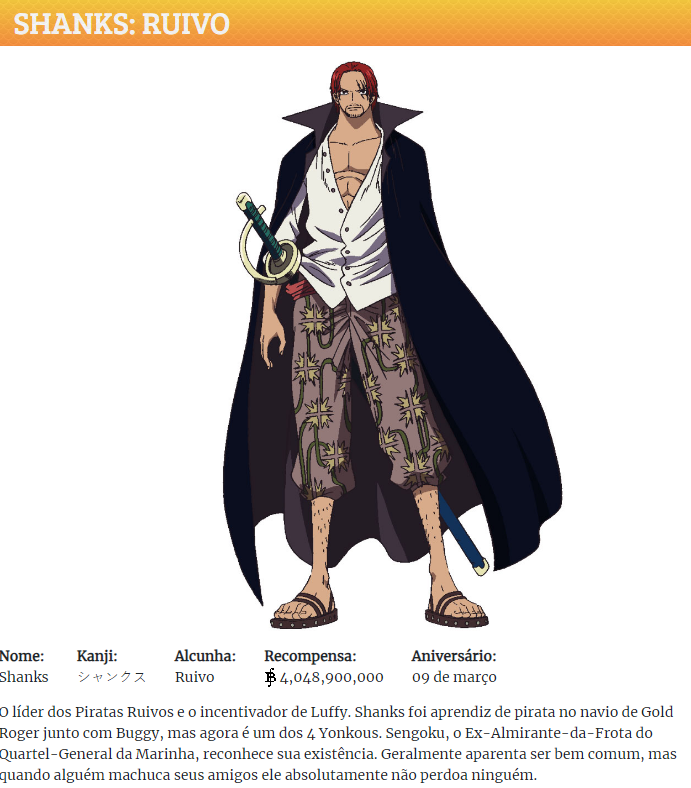 SHANKS: RUIVO
Nome: Kanji: Alcunha: Recompensa: Aniversário:
Shanks シャンクス Ruivo ฿ 4,048,900,000 09 de março
O líder dos Piratas Ruivos e o incentivador de Luffy. Shanks foi aprendiz de pirata no navio de Gold
Roger junto com Buggy, mas agora é um dos 4 Yonkous. Sengoku, o Ex-Almirante-da-Frota do
Quartel-General da Marinha, reconhece sua existência. Geralmente aparenta ser bem comum, mas
quando alguém machuca seus amigos ele absolutamente não perdoa ninguém.